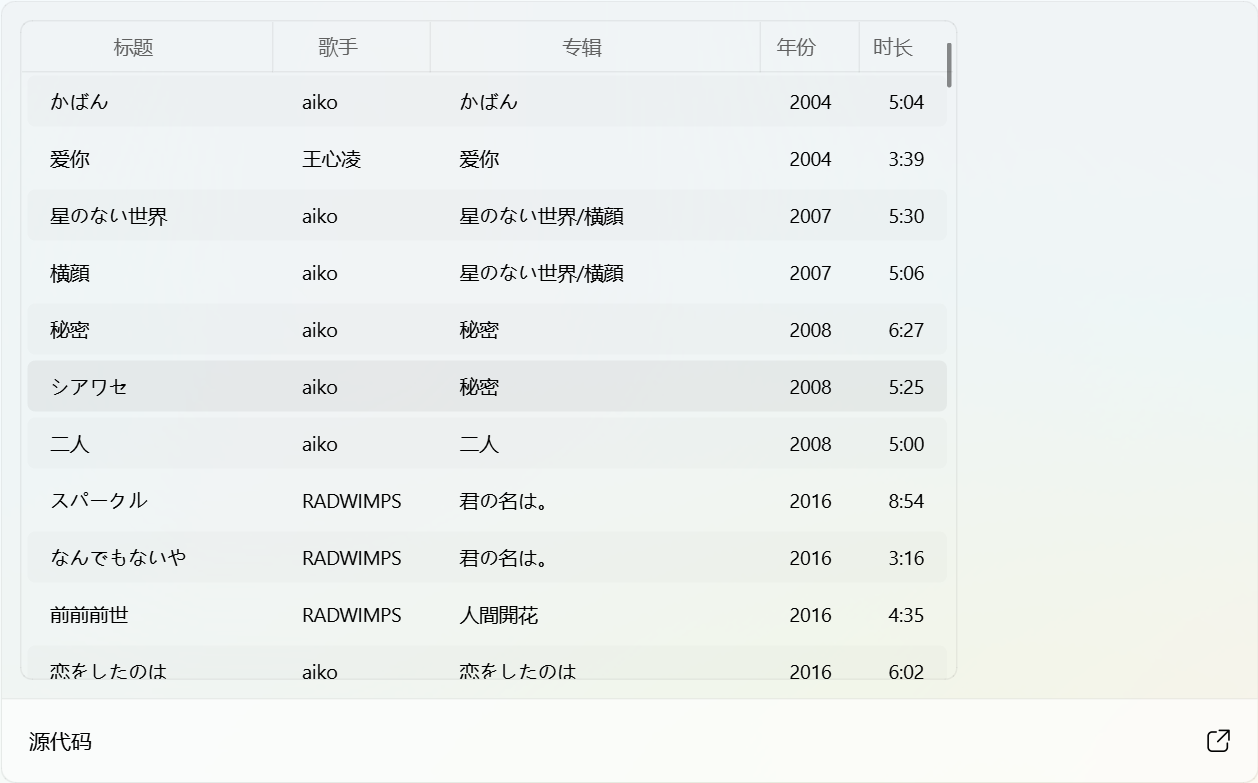 标题 歌手 专辑 年份 时长
かばん aiko かばん 2004 5:04
爱你 王心凌 爱你 2004 3:39
星のない世界 aiko 星のない世界/横顔 2007 5:30
横顔 aiko 星のない世界/横顔 2007 5:06
秘密 aiko 秘密 2008 6:27
シアワセ aiko 秘密 2008 5:25
二人 aiko 二人 2008 5:00
スパークル RADWIMPS 君の名は。 2016 8:54
なんでもないや RADWIMPS 君の名は。 2016 3:16
前前前世 RADWIMPS 人間開花 2016 4:35
恋をしたのは aiko 恋をしたのは 2016 6:02
源代码